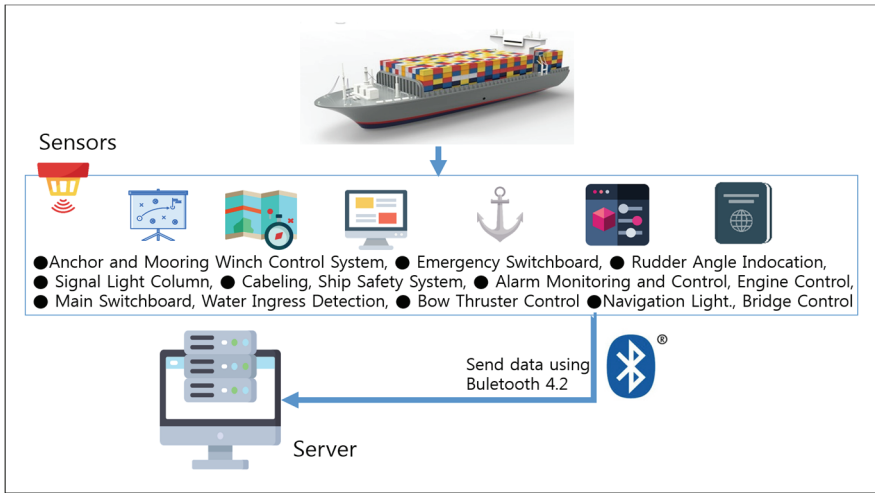 Sensors
●Anchor and Mooring Winch Control System, ● Emergency Switchboard, ● Rudder Angle Indocation,
● Signal Light Column, ● Cabeling, Ship Safety System, ● Alarm Monitoring and Control, Engine Control,
● Main Switchboard, Water Ingress Detection, ● Bow Thruster Control ●Navigation Light., Bridge Control
Send data using
Buletooth 4.2
®
Server